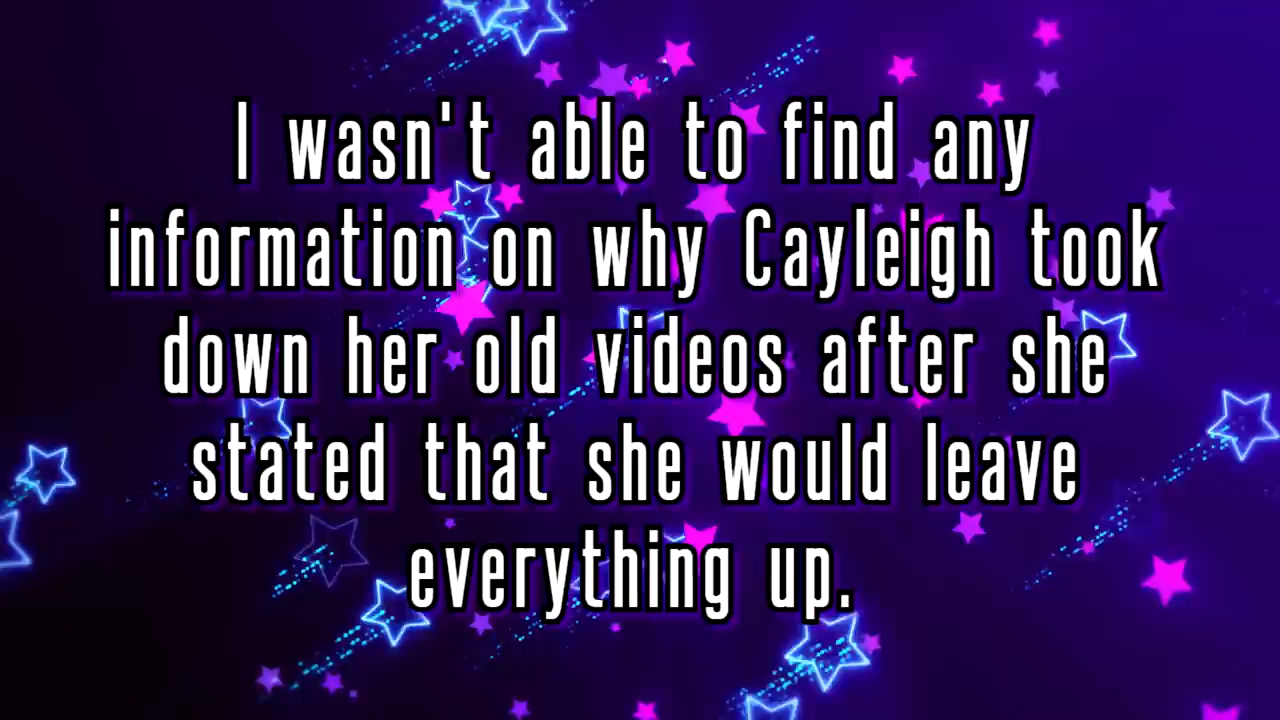 I wasn't able to find any
information on why Cayleigh took
down her old videos after she
stated that she would leave
everything up.